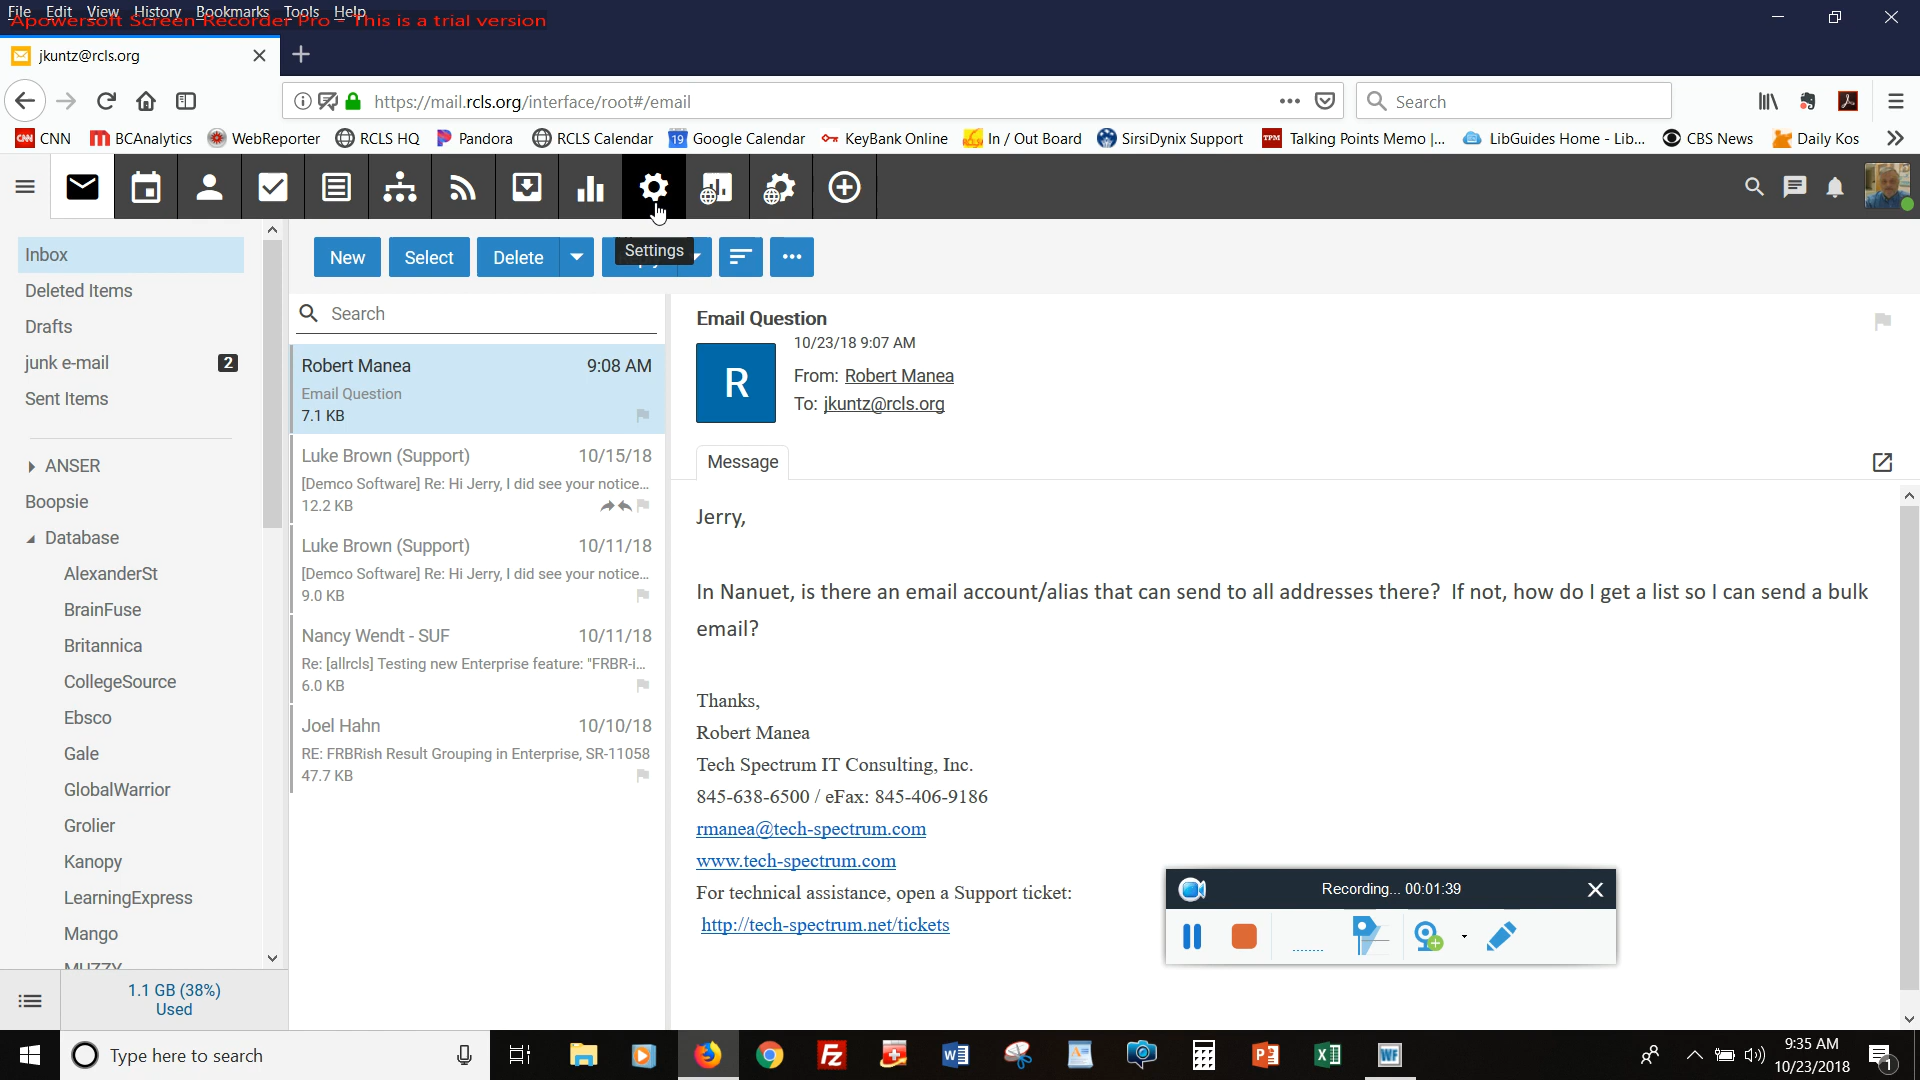 File Edit View History Bookmarks Tools Help
Apowersoft Screen Recorder Pro - This is a trial version
jkuntz@rcls.org
https://mail.rcls.org/interface/root#/email
Search
CNN BCAnalytics WebReporter RCLS HQ Pandora RCLS Calendar Google Calendar KeyBank Online In / Out Board SirsiDynix Support TPM Talking Points Memo |... LibGuides Home - Lib... CBS News Daily Kos
Settings
New Select Delete
Inbox
Deleted Items
Drafts
junk e-mail 2
Sent Items
ANSER
Boopsie
Database
AlexanderSt
BrainFuse
Britannica
CollegeSource
Ebsco
Gale
GlobalWarrior
Grolier
Kanopy
LearningExpress
Mango
1.1 GB (38%)
Used
Search
Robert Manea 9:08 AM
Email Question
7.1 KB
Luke Brown (Support) 10/15/18
[Demco Software] Re: Hi Jerry, I did see your notice...
12.2 KB
Luke Brown (Support) 10/11/18
[Demco Software] Re: Hi Jerry, I did see your notice...
9.0 KB
Nancy Wendt - SUF 10/11/18
Re: [allrcls] Testing new Enterprise feature: "FRBR-i...
6.0 KB
Joel Hahn 10/10/18
RE: FRBRish Result Grouping in Enterprise, SR-11058
47.7 KB
Email Question
10/23/18 9:07 AM
R
From: Robert Manea
To: jkuntz@rcls.org
Message
Jerry,
In Nanuet, is there an email account/alias that can send to all addresses there? If not, how do I get a list so I can send a bulk
email?
Thanks,
Robert Manea
Tech Spectrum IT Consulting, Inc.
845-638-6500 / eFax: 845-406-9186
rmanea@tech-spectrum.com
www.tech-spectrum.com
For technical assistance, open a Support ticket:
http://tech-spectrum.net/tickets
Recording... 00:01:39
Type here to search
9:35 AM
10/23/2018
1